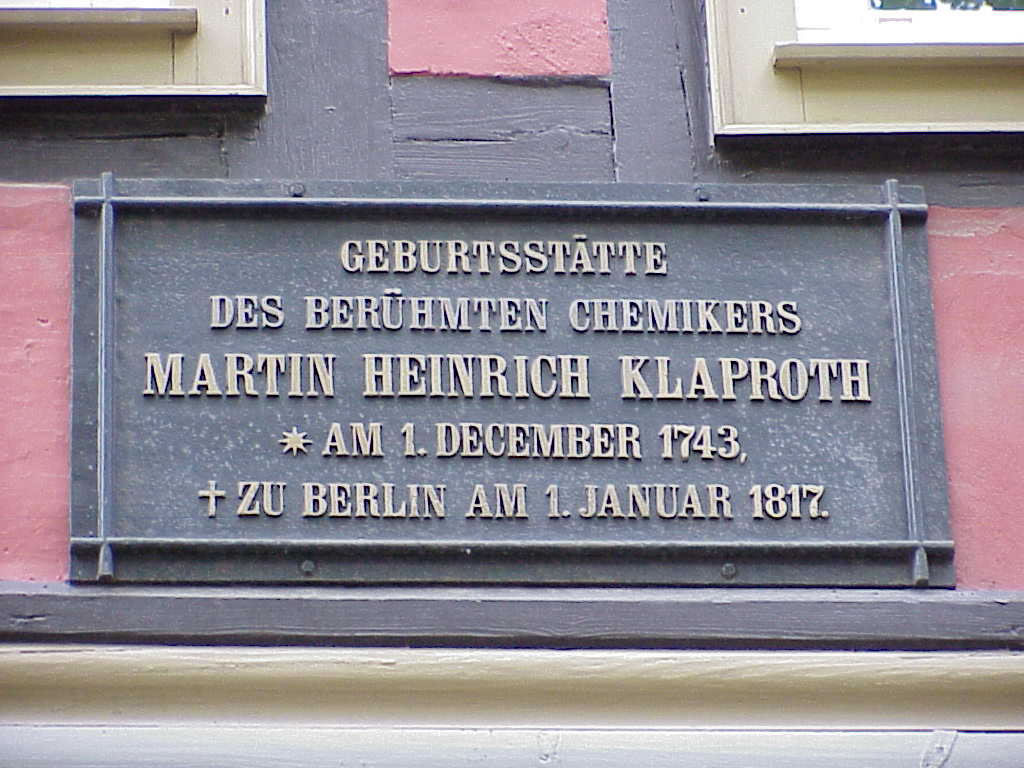 GEBURTSSTÄTTE
DES BERÜHMTEN CHEMIKERS
MARTIN HEINRICH KLAPROTH
✷ AM 1. DECEMBER 1743,
† ZU BERLIN AM 1. JANUAR 1817.